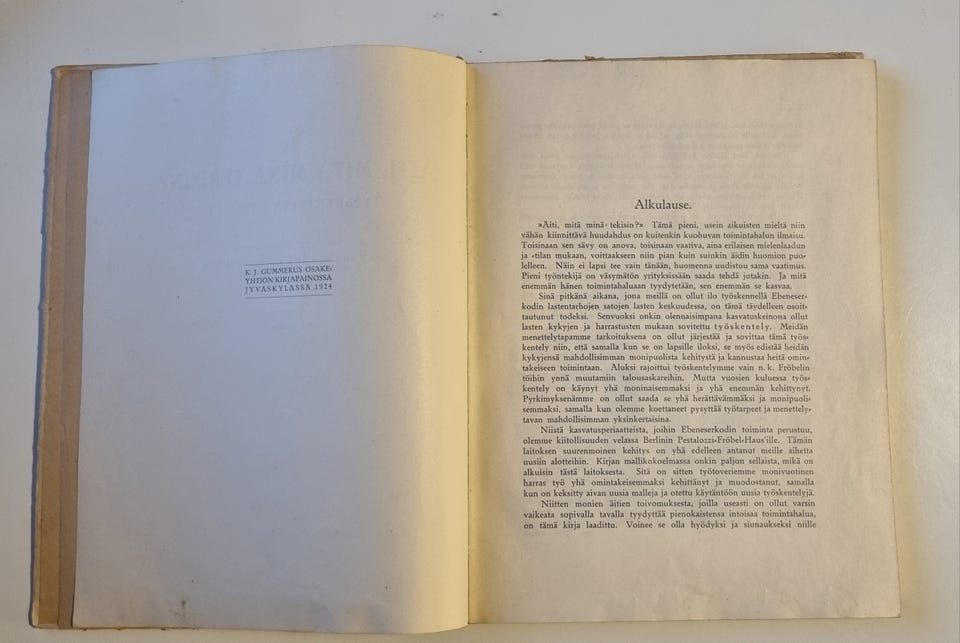 K. J. GUMMERUS OSAKE-
YHTIÖN KIRJAPAINOSSA
JYVÄSKYLÄSSÄ 1924
Alkulause.
»Äiti, mitä minä tekisin?» Tämä pieni, usein aikuisten mieltä niin
vähän kiinnittävä huudahdus on kuitenkin kuohuvan toimintahalun ilmaisu.
Toisinaan sen sävy on anova, toisinaan vaativa, aina erilaisen mielenlaadun
ja -tilan mukaan, voittaakseen niin pian kuin suinkin äidin huomion puo-
lelleen. Näin ei lapsi tee vain tänään, huomenna uudistuu sama vaatimus.
Pieni työntekijä on väsymätön yrityksissään saada tehdä jotakin. Ja mitä
enemmän hänen toimintahaluaan tyydytetään, sen enemmän se kasvaa.
Sinä pitkänä aikana, jona meillä on ollut ilo työskennellä Ebeneser-
kodin lastentarhojen satojen lasten keskuudessa, on tämä täydelleen osoit-
tautunut todeksi. Senvuoksi onkin olennaisimpana kasvatuskeinona ollut
lasten kykyjen ja harrastusten mukaan sovitettu työskentely. Meidän
menettelytapamme tarkoituksena on ollut järjestää ja sovittaa tämä työs-
kentely niin, että samalla kun se on lapsille iloksi, se myös edistää heidän
kykyjensä mahdollisimman monipuolista kehitystä ja kannustaa heitä omin-
takeiseen toimintaan. Aluksi rajoittui työskentelymme vain n. k. Fröbelin
töihin ynnä muutamiin talousaskareihin. Mutta vuosien kuluessa työs-
kentely on käynyt yhä moninaisemmaksi ja yhä enemmän kehittynyt.
Pyrkimyksenämme on ollut saada se yhä herättävämmäksi ja monipuoli-
semmaksi, samalla kun olemme koettaneet pysyttää työtarpeet ja menettely-
tavan mahdollisimman yksinkertaisina.
Niistä kasvatusperiaatteista, joihin Ebeneserkodin toiminta perustuu,
olemme kiitollisuuden velassa Berlinin Pestalozzi-Fröbel-Haus'ille. Tämän
laitoksen suurenmoinen kehitys on yhä edelleen antanut meille aihetta
uusiin alotteihin. Kirjan mallikokoelmassa onkin paljon sellaista, mikä on
alkuisin tästä laitoksesta. Sitä on sitten työtoveriemme monivuotinen
harras työ yhä omintakeisemmaksi kehittänyt ja muodostanut, samalla
kun on keksitty aivan uusia malleja ja otettu käytäntöön uusia työskentelyjä.
Niitten monien äitien toivomuksesta, joilla useasti on ollut varsin
vaikeata sopivalla tavalla tyydyttää pienokaistensa intoisaa toimintahalua,
on tämä kirja laadittu. Voinee se olla hyödyksi ja siunaukseksi niille